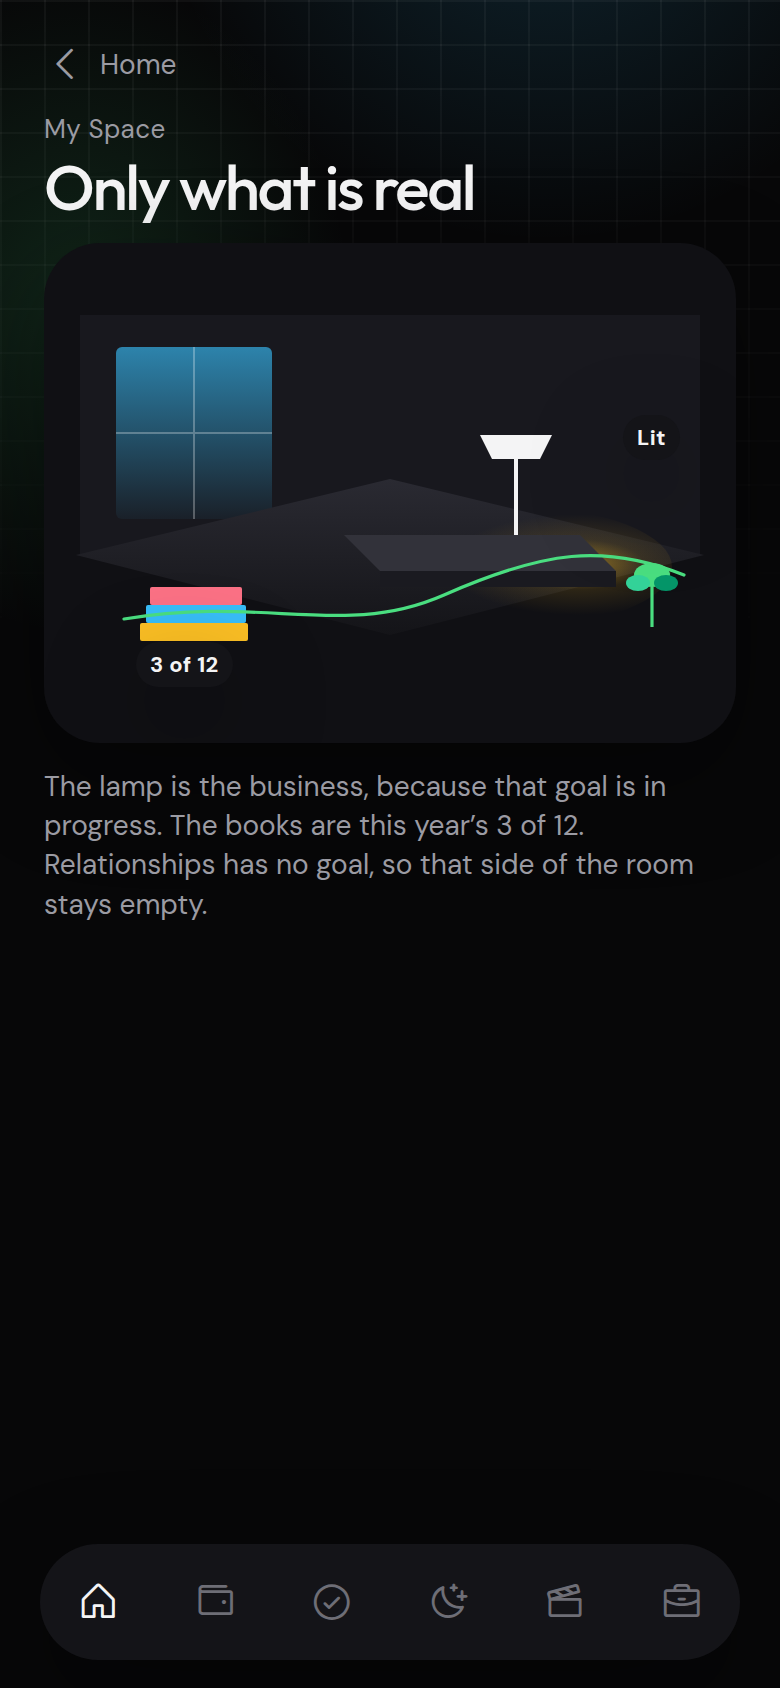 Home
My Space
Only what is real
Lit
3 of 12
The lamp is the business, because that goal is in
progress. The books are this year’s 3 of 12.
Relationships has no goal, so that side of the room
stays empty.